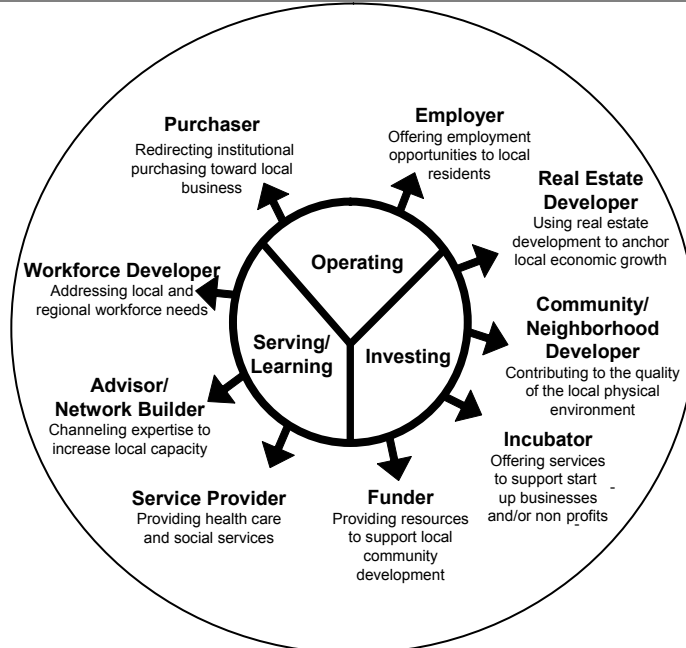 Purchaser
Redirecting institutional
purchasing toward local
business
Employer
Offering employment
opportunities to local
residents
Real Estate
Developer
Using real estate
development to anchor
local economic growth
Workforce Developer
Addressing local and
regional workforce needs
Operating
Serving/
Learning
Investing
Community/
Neighborhood
Developer
Contributing to the quality
of the local physical
environment
Advisor/
Network Builder
Channeling expertise to
increase local capacity
Incubator
Offering services
to support start -
up businesses
and/or non-profits
Service Provider
Providing health care
and social services
Funder
Providing resources
to support local
community
development